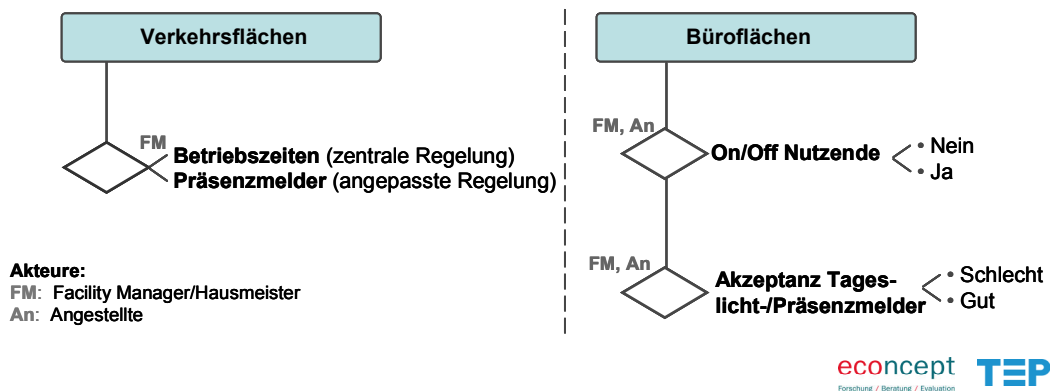 Verkehrsflächen
FM
Betriebszeiten (zentrale Regelung)
Präsenzmelder (angepasste Regelung)
Akteure:
FM: Facility Manager/Hausmeister
An: Angestellte
Büroflächen
FM, An
On/Off Nutzende
• Nein
• Ja
FM, An
Akzeptanz Tages-
licht-/Präsenzmelder
• Schlecht
• Gut
econcept
Forschung / Beratung / Evaluation
TEP